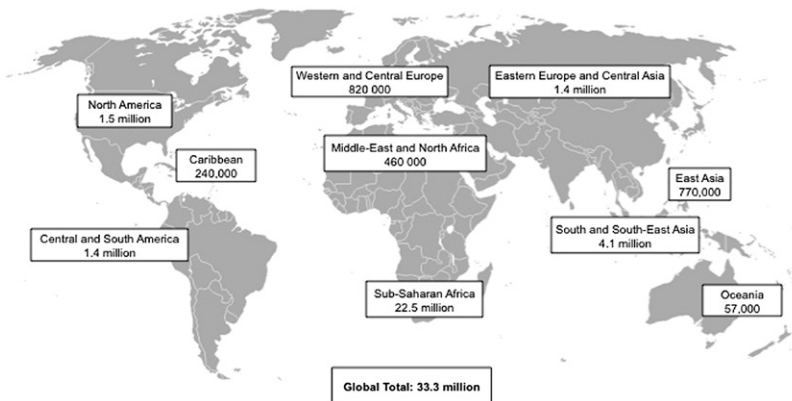 Western and Central Europe
820 000
Eastern Europe and Central Asia
1.4 million
North America
1.5 million
Middle-East and North Africa
460 000
Caribbean
240,000
East Asia
770,000
Central and South America
1.4 million
South and South-East Asia
4.1 million
Sub-Saharan Africa
22.5 million
Oceania
57,000
Global Total: 33.3 million